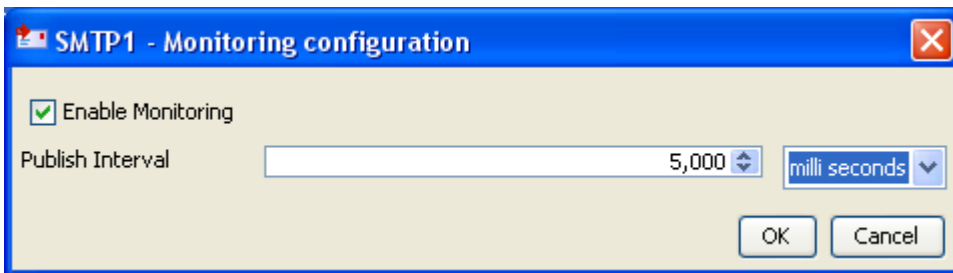 SMTP1 - Monitoring configuration
Enable Monitoring
Publish Interval 5,000 milli seconds
OK Cancel